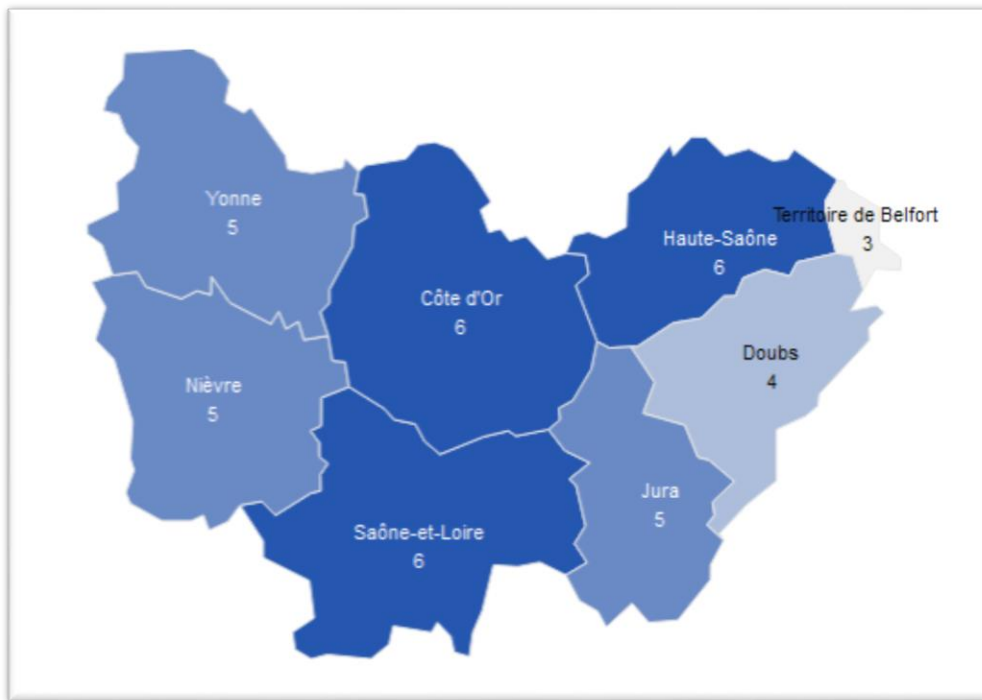 Yonne
5
Territoire de Belfort
3
Haute-Saône
6
Côte d'Or
6
Doubs
4
Nièvre
5
Jura
5
Saône-et-Loire
6